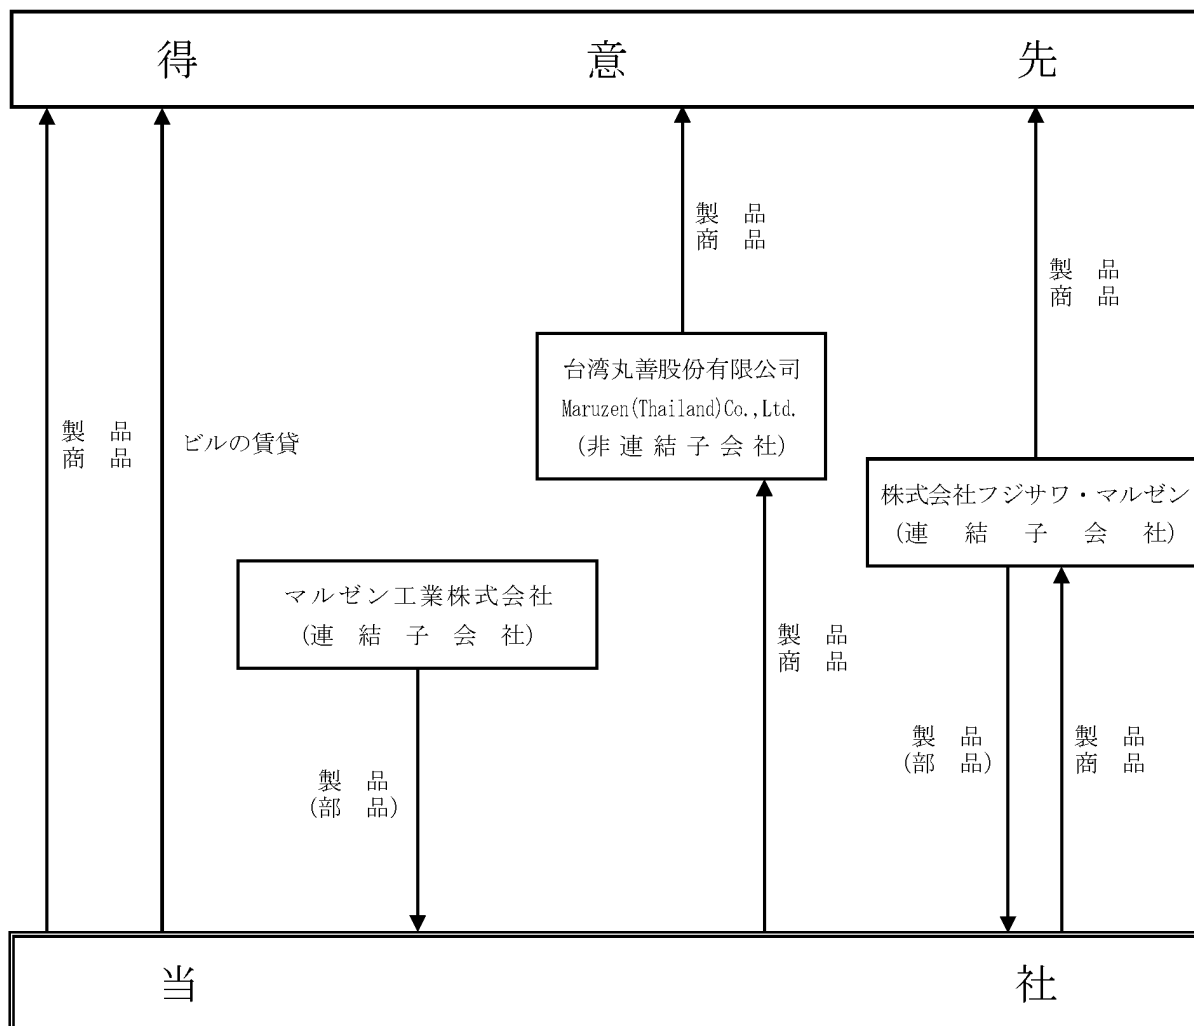 得意先
製品
商品
製品
商品
台湾丸善股份有限公司
Maruzen(Thailand)Co.,Ltd.
(非連結子会社)
製品
商品
ビルの賃貸
株式会社フジサワ・マルゼン
(連結子会社)
マルゼン工業株式会社
(連結子会社)
製品
商品
製品
(部品)
製品
商品
製品
(部品)
当社